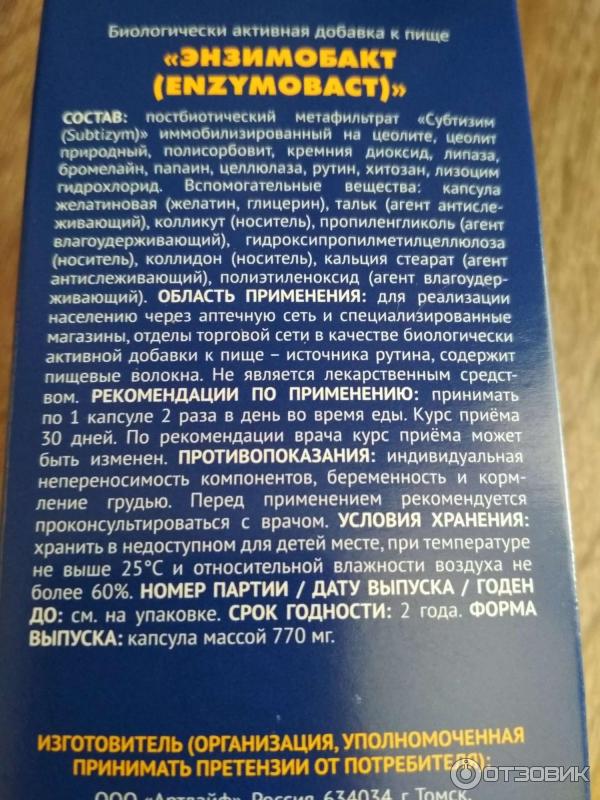 Биологически активная добавка к пище
«ЭНЗИМОБАКТ
(ENZYMOBACT)»
СОСТАВ: постбиотический метафильтрат «Субтизим
(Subtizym)» иммобилизированный на цеолите, цеолит
природный, полисорбовит, кремния диоксид, липаза,
бромелайн, папаин, целлюлаза, рутин, хитозан, лизоцим
гидрохлорид. Вспомогательные вещества: капсула
желатиновая (желатин, глицерин), тальк (агент антисле-
живающий), колликут (носитель), пропиленгликоль (агент
влагоудерживающий), гидроксипропилметилцеллюлоза
(носитель), коллидон (носитель), кальция стеарат (агент
антислеживающий), полиэтиленоксид (агент влагоудер-
живающий). ОБЛАСТЬ ПРИМЕНЕНИЯ: для реализации
населению через аптечную сеть и специализированные
магазины, отделы торговой сети в качестве биологически
активной добавки к пище – источника рутина, содержит
пищевые волокна. Не является лекарственным средст-
вом. РЕКОМЕНДАЦИИ ПО ПРИМЕНЕНИЮ: принимать
по 1 капсуле 2 раза в день во время еды. Курс приёма
30 дней. По рекомендации врача курс приёма может
быть изменен. ПРОТИВОПОКАЗАНИЯ: индивидуальная
непереносимость компонентов, беременность и корм-
ление грудью. Перед применением рекомендуется
проконсультироваться с врачом. УСЛОВИЯ ХРАНЕНИЯ:
хранить в недоступном для детей месте, при температуре
не выше 25°С и относительной влажности воздуха не
более 60%. НОМЕР ПАРТИИ / ДАТУ ВЫПУСКА / ГОДЕН
ДО: см. на упаковке. СРОК ГОДНОСТИ: 2 года. ФОРМА
ВЫПУСКА: капсула массой 770 мг.
ИЗГОТОВИТЕЛЬ (ОРГАНИЗАЦИЯ, УПОЛНОМОЧЕННАЯ
ПРИНИМАТЬ ПРЕТЕНЗИИ ОТ ПОТРЕБИТЕЛЯ):
ООО «Артлайф», Россия, 634034, г. Томск,
ОТЗОВИК